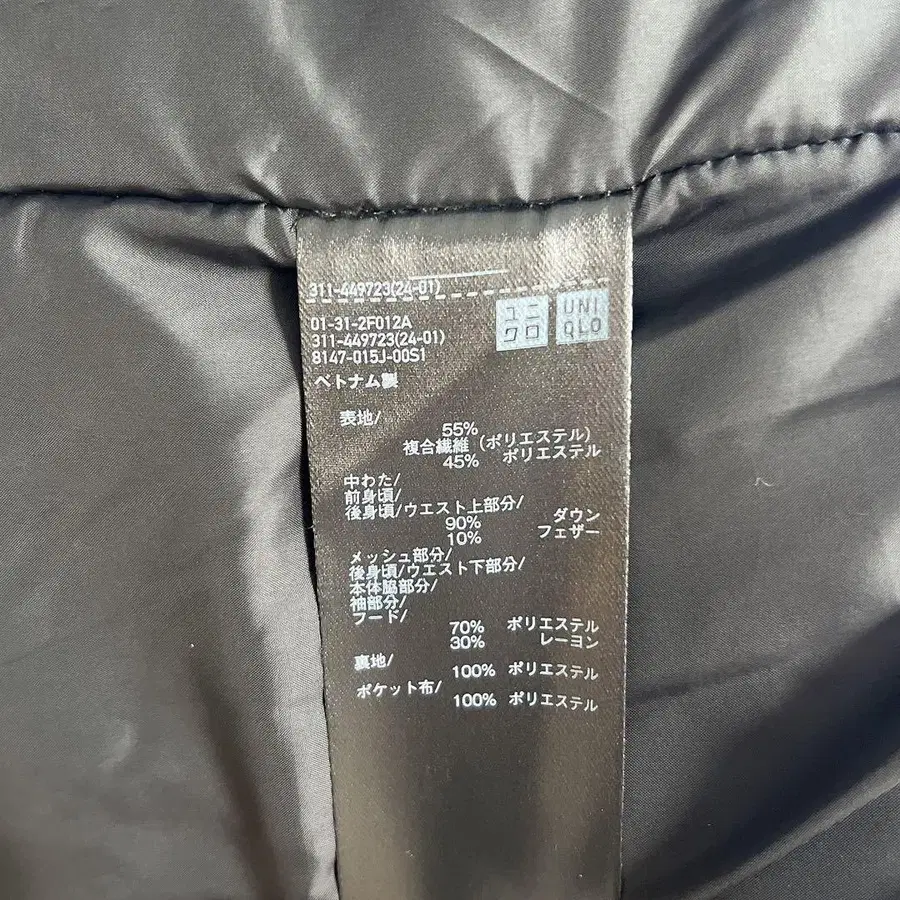 311-449723(24-01)
ユニ
クロ
UNI
QLO
01-31-2F012A
311-449723(24-01)
8147-015J-00S1
ベトナム製
表地/
55%
複合繊維(ポリエステル)
45% ポリエステル
中わた/
前身頃/
後身頃/ウエスト上部分/
90% ダウン
10% フェザー
メッシュ部分/
後身頃/ウエスト下部分/
本体脇部分/
袖部分/
フード/
70% ポリエステル
30% レーヨン
裏地/
100% ポリエステル
ポケット布/
100% ポリエステル